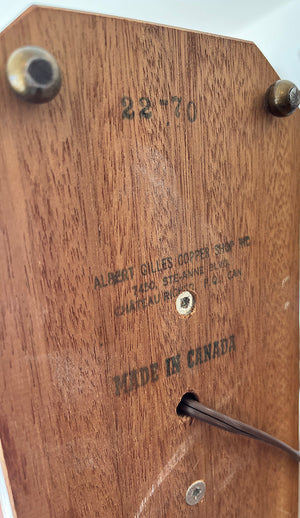 22-70
ALBERT GILLES COPPER SHOP INC
7450, STE-ANNE BLVD
CHATEAU RICHER, P.Q., CAN
MADE IN CANADA